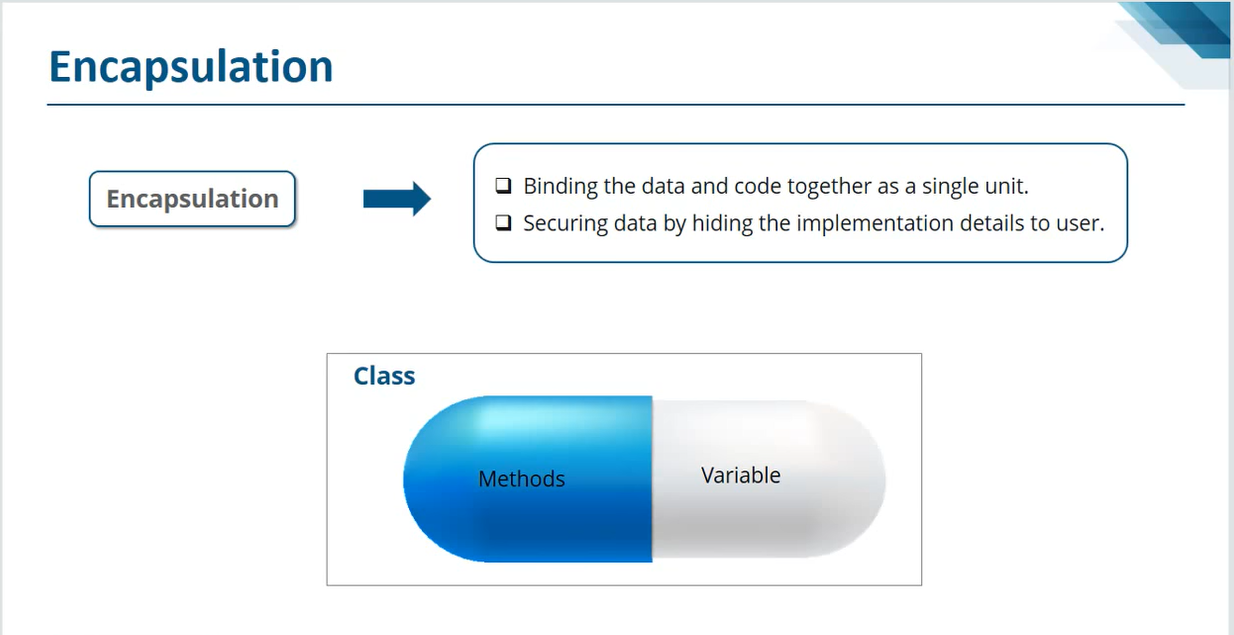 Encapsulation
Encapsulation
Binding the data and code together as a single unit.
Securing data by hiding the implementation details to user.
Class
Methods
Variable